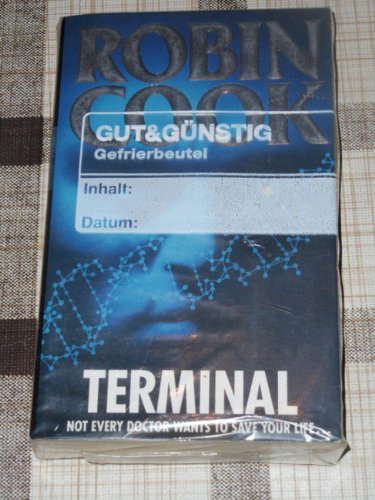 ROBIN
COOK
GUT&GÜNSTIG
Gefrierbeutel
Inhalt:
Datum:
TERMINAL
NOT EVERY DOCTOR WANTS TO SAVE YOUR LIFE